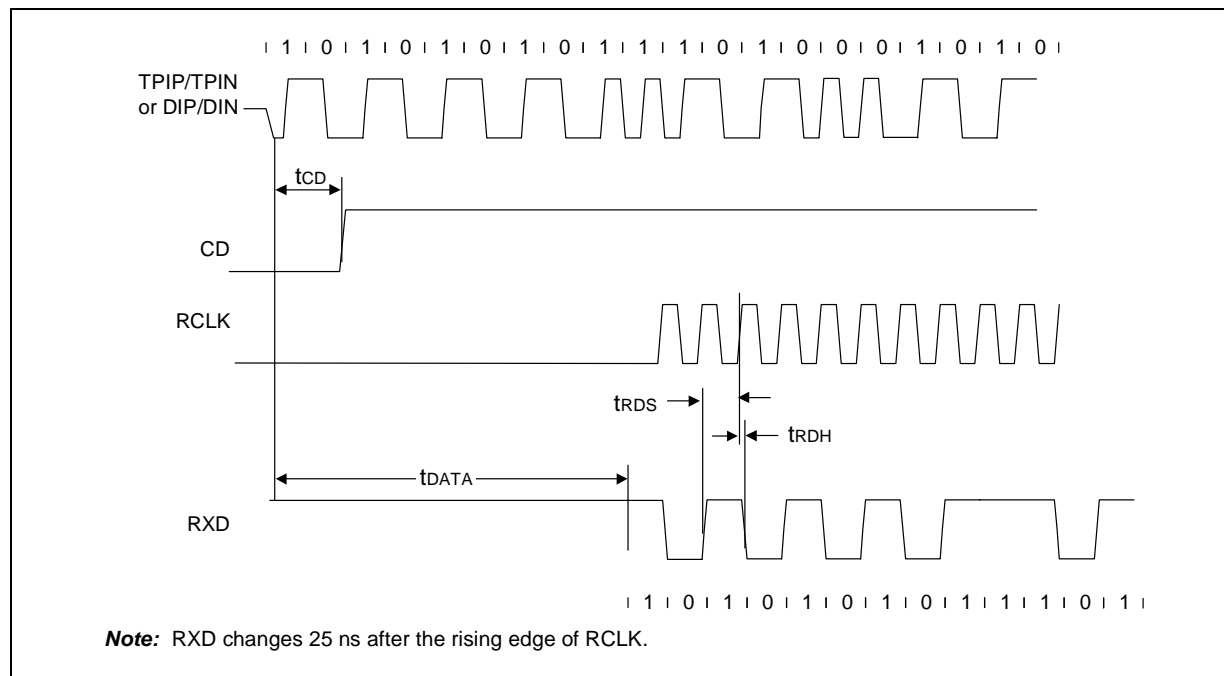 1 0 1 0 1 0 1 0 1 1 1 0 1 0 0 0 1 0 1 0
TPIP/TPIN
or DIP/DIN
tCD
CD
RCLK
tRDS
tRDH
tDATA
RXD
1 0 1 0 1 0 1 0 1 1 1 0 1
Note: RXD changes 25 ns after the rising edge of RCLK.